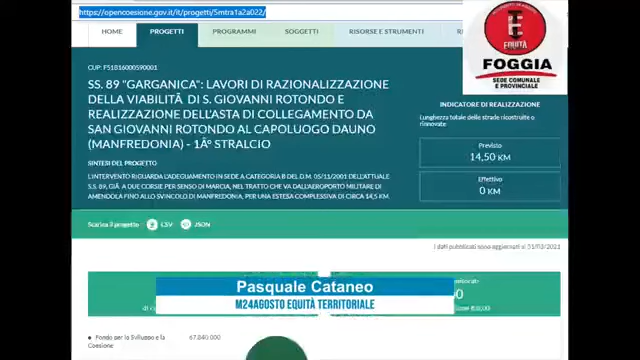 https://opencoesione.gov.it/it/progetti/5mtra1a2a022/
HOME PROGETTI PROGRAMMI SOGGETTI RISORSE E STRUMENTI
EQUITÀ
FOGGIA
SEDE COMUNALE
E PROVINCIALE
CUP: F51B16000590001
SS. 89 "GARGANICA": LAVORI DI RAZIONALIZZAZIONE
DELLA VIABILITÀ DI S. GIOVANNI ROTONDO E
REALIZZAZIONE DELL'ASTA DI COLLEGAMENTO DA
SAN GIOVANNI ROTONDO AL CAPOLUOGO DAUNO
(MANFREDONIA) - 1Âº STRALCIO
SINTESI DEL PROGETTO
L'INTERVENTO RIGUARDA L'ADEGUAMENTO IN SEDE A CATEGORIA B DEL D.M. 05/11/2001 DELL'ATTUALE
S.S. 89, GIÀ A DUE CORSIE PER SENSO DI MARCIA, NEL TRATTO CHE VA DALL'AEROPORTO MILITARE DI
AMENDOLA FINO ALLO SVINCOLO DI MANFREDONIA, PER UNA ESTESA COMPLESSIVA DI CIRCA 14,5 KM
INDICATORE DI REALIZZAZIONE
Lunghezza totale delle strade ricostruite o
rinnovate
Previsto
14,50 KM
Effettivo
0 KM
Scarica il progetto CSV JSON
I dati pubblicati sono aggiornati al 31/08/2021
Pasquale Cataneo
M24AGOSTO EQUITÀ TERRITORIALE
Fondo per lo Sviluppo e la
Coesione
67.840.000